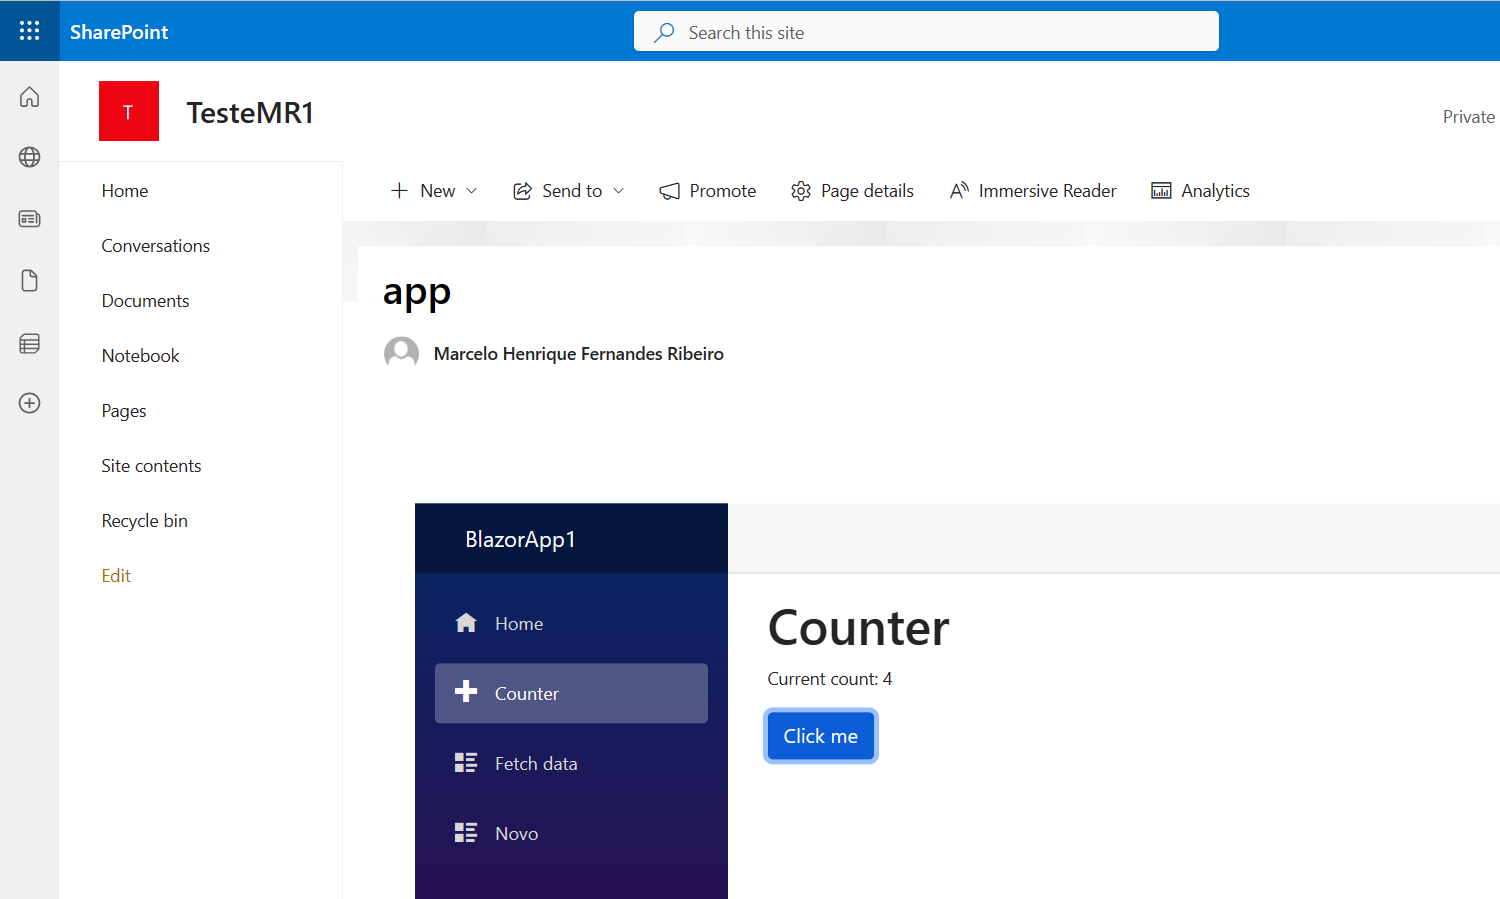 SharePoint
Search this site
T
TesteMR1
Private
Home
Conversations
Documents
Notebook
Pages
Site contents
Recycle bin
Edit
New
Send to
Promote
Page details
Immersive Reader
Analytics
app
Marcelo Henrique Fernandes Ribeiro
BlazorApp1
Home
Counter
Fetch data
Novo
Counter
Current count: 4
Click me